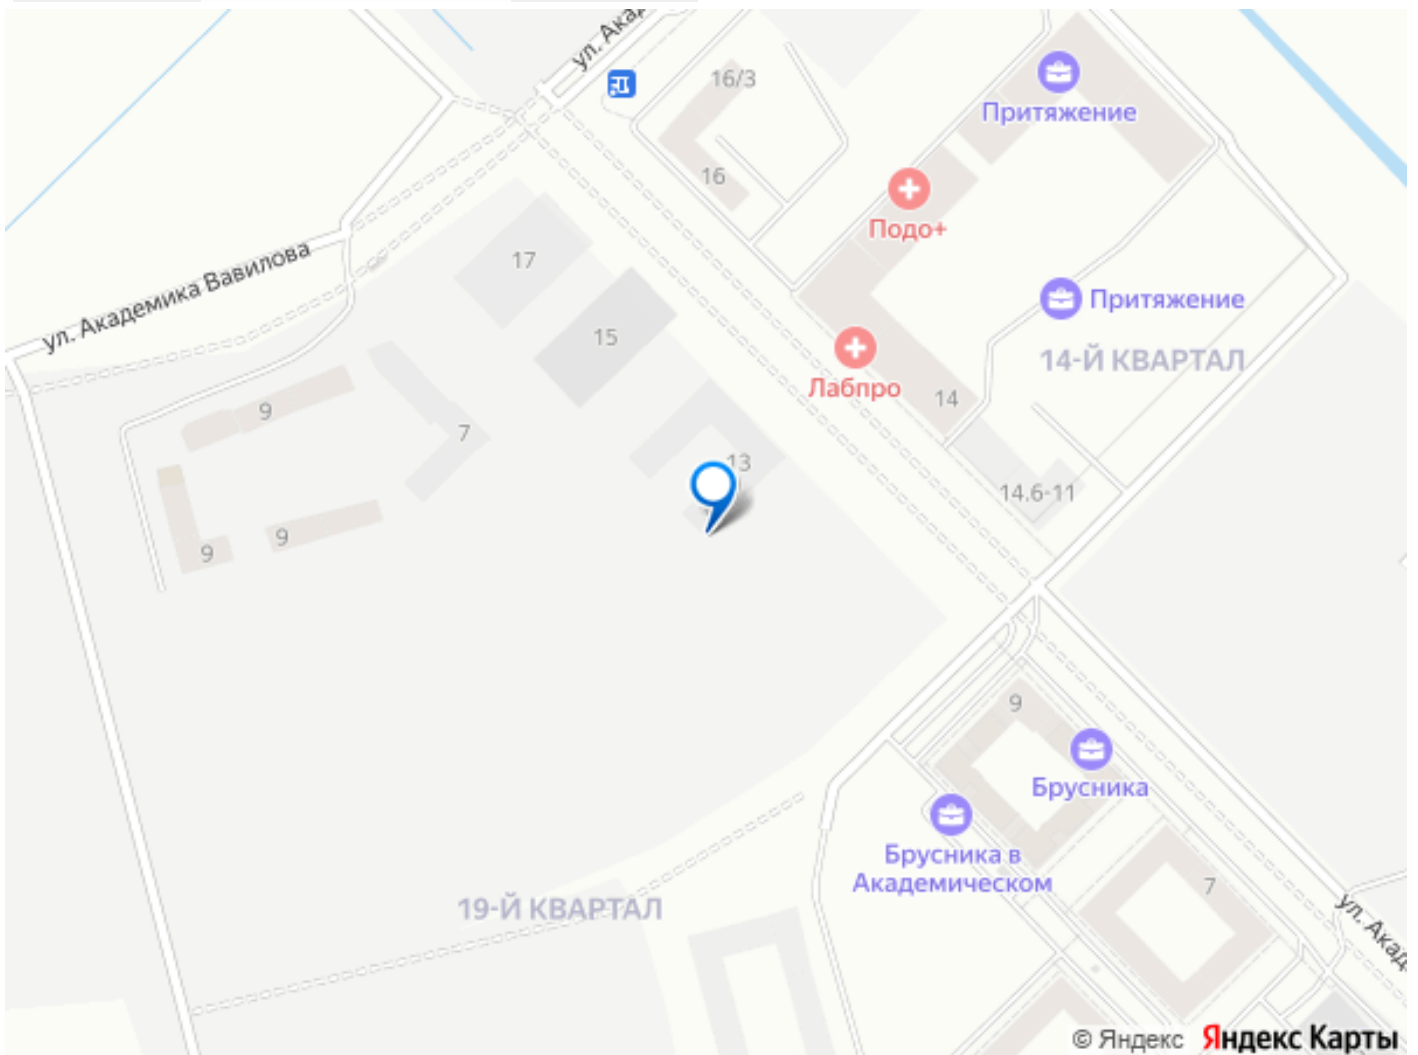 ул. Акад
16/3
Притяжение
16
Подо+
ул. Академика Вавилова
17
Притяжение
15
14-Й КВАРТАЛ
Лабпро
14
9
7
13
14.6-11
9
9
9
Брусника
Брусника в
Академическом
7
19-Й КВАРТАЛ
ул. Акад
© Яндекс Яндекс Карты